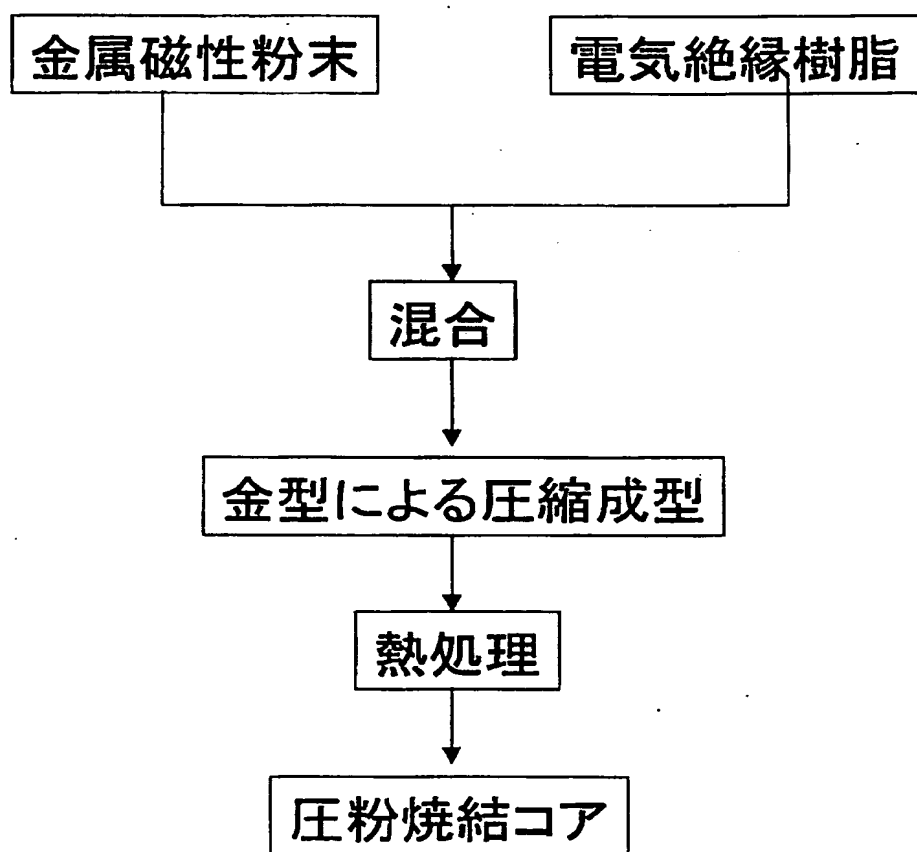 金属磁性粉末
電気絶縁樹脂
混合
金型による圧縮成型
熱処理
圧粉焼結コア